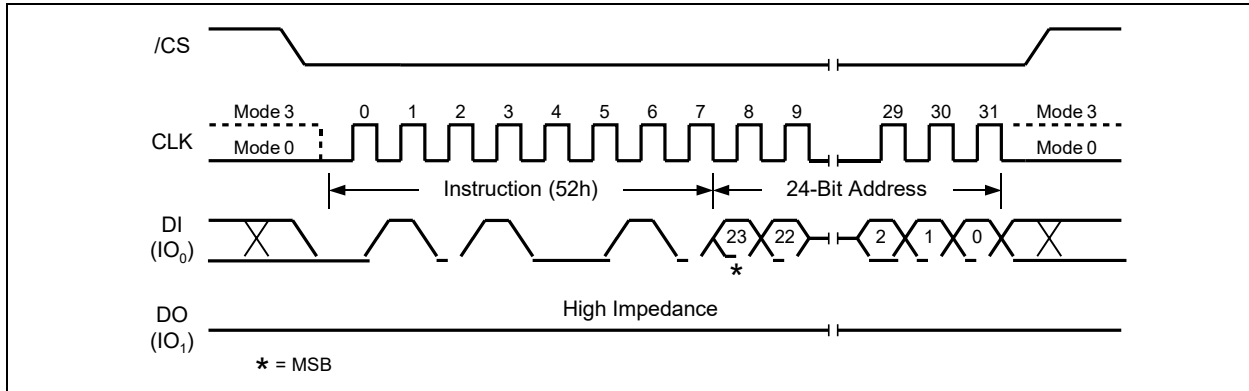 /CS
Mode 3 0 1 2 3 4 5 6 7 8 9 29 30 31 Mode 3
CLK Mode 0 Mode 0
Instruction (52h) 24-Bit Address
DI
(IO₀) 23 22 2 1 0
*
High Impedance
DO
(IO₁)
* = MSB